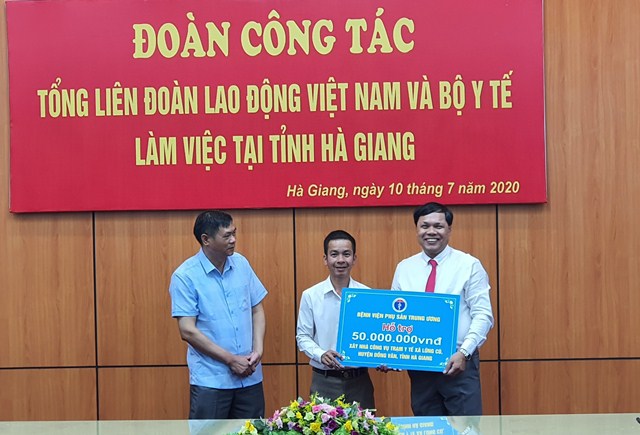 ĐOÀN CÔNG TÁC
TỔNG LIÊN ĐOÀN LAO ĐỘNG VIỆT NAM VÀ BỘ Y TẾ
LÀM VIỆC TẠI TỈNH HÀ GIANG
Hà Giang, ngày 10 tháng 7 năm 2020
BỆNH VIỆN PHỤ SẢN TRUNG ƯƠNG
Hỗ trợ
50.000.000vnđ
XÂY NHÀ CÔNG VỤ TRẠM Y TẾ XÃ LŨNG CÚ,
HUYỆN ĐỒNG VĂN, TỈNH HÀ GIANG